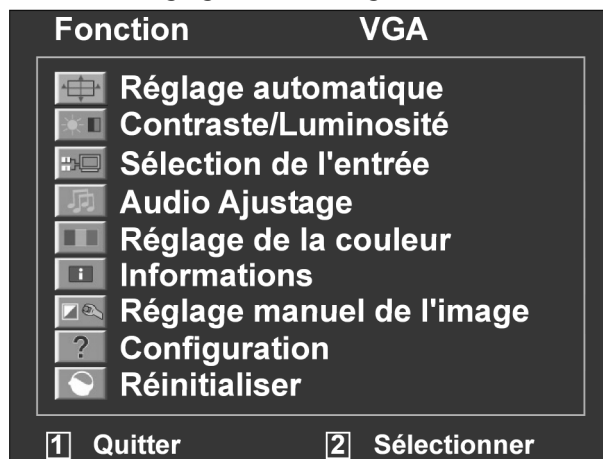 Fonction VGA
Réglage automatique
Contraste/Luminosité
Sélection de l'entrée
Audio Ajustage
Réglage de la couleur
i Informations
Réglage manuel de l'image
? Configuration
Réinitialiser
1 Quitter 2 Sélectionner